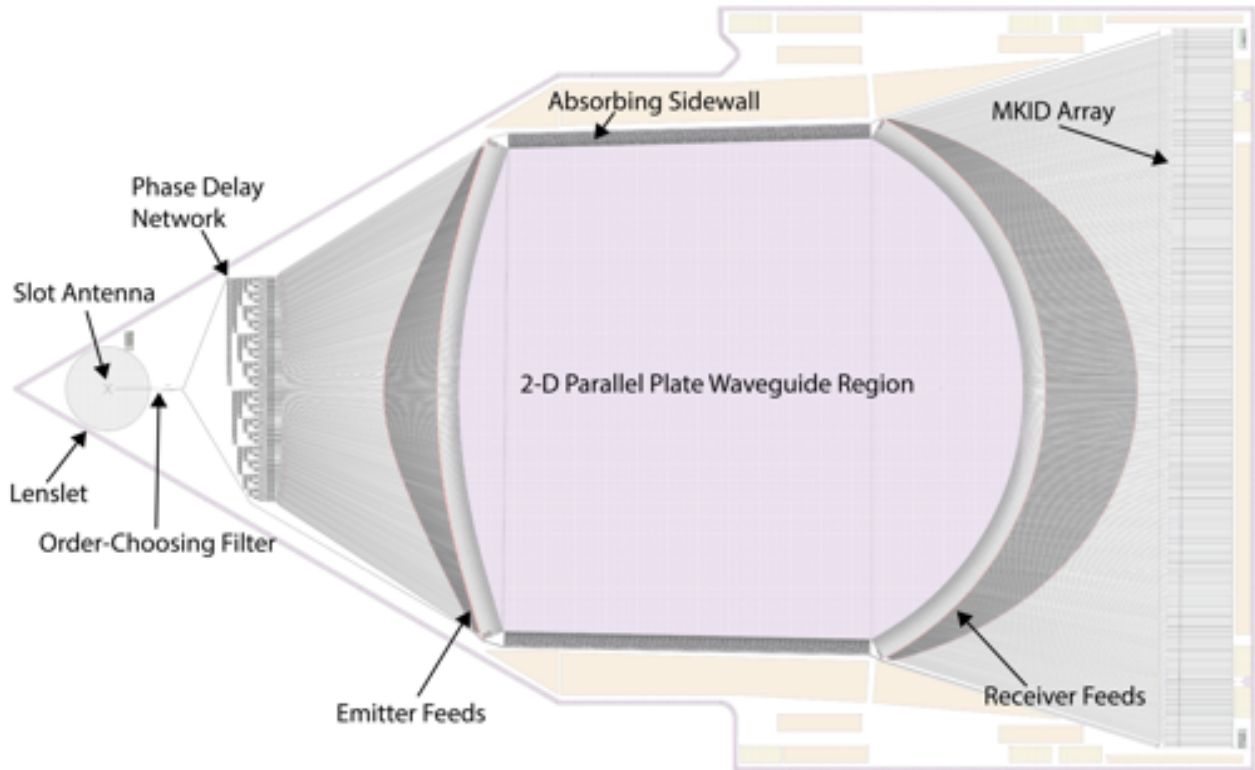 Absorbing Sidewall
MKID Array
Phase Delay
Network
Slot Antenna
2-D Parallel Plate Waveguide Region
Lenslet
Order-Choosing Filter
Emitter Feeds
Receiver Feeds